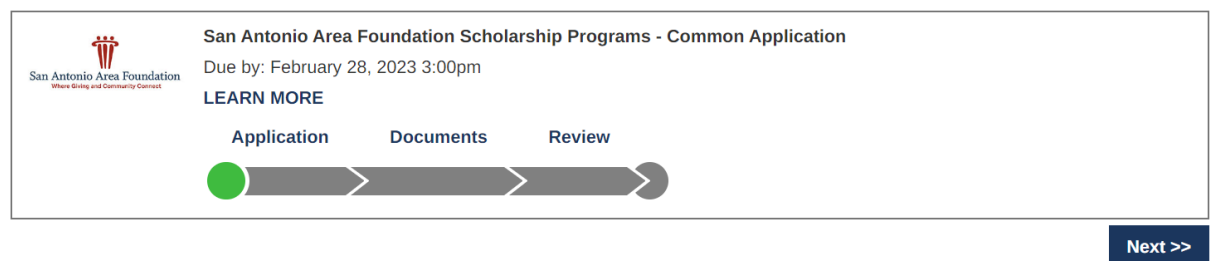 San Antonio Area Foundation
Where Giving and Community Connect
San Antonio Area Foundation Scholarship Programs - Common Application
Due by: February 28, 2023 3:00pm
LEARN MORE
Application Documents Review
Next >>